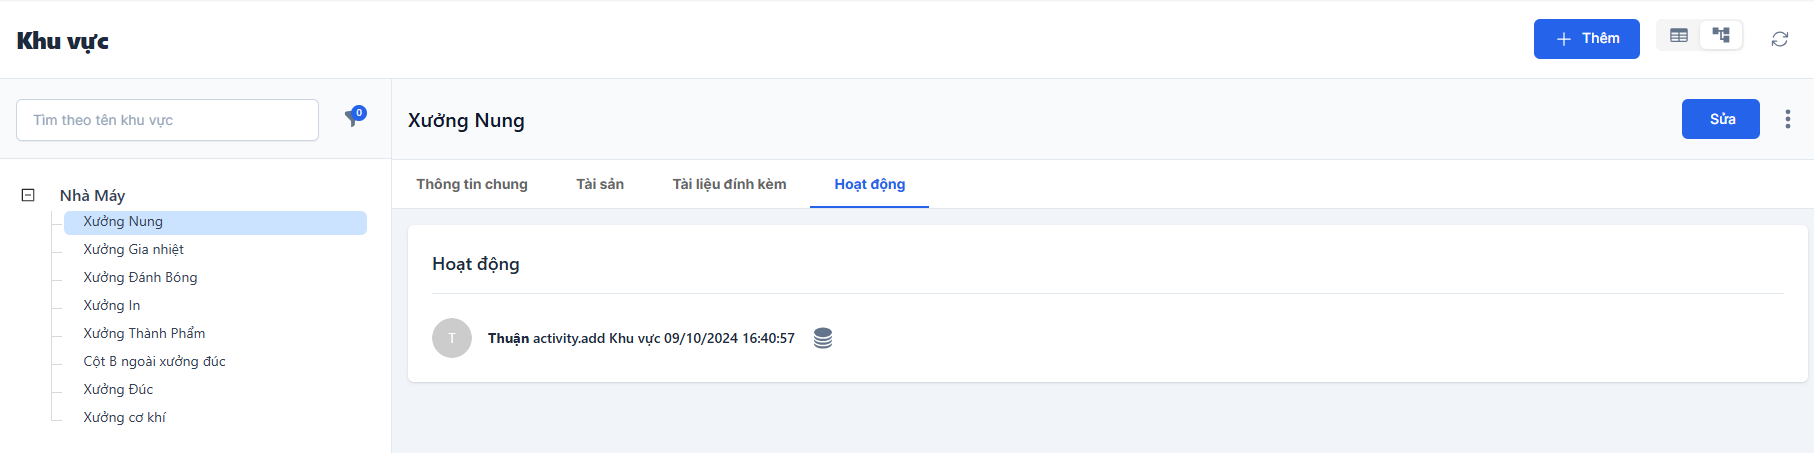 Khu vực
Thêm
Tìm theo tên khu vực
0
Nhà Máy
Xưởng Nung
Xưởng Gia nhiệt
Xưởng Đánh Bóng
Xưởng In
Xưởng Thành Phẩm
Cột B ngoài xưởng đúc
Xưởng Đúc
Xưởng cơ khí
Xưởng Nung
Sửa
Thông tin chung Tài sản Tài liệu đính kèm Hoạt động
Hoạt động
T
Thuận activity.add Khu vực 09/10/2024 16:40:57